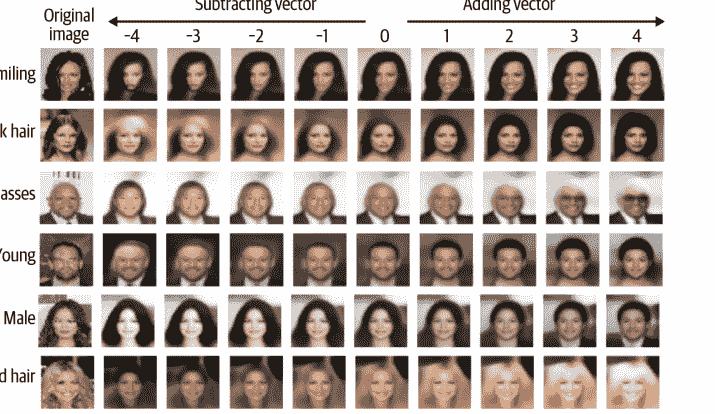 Subtracting vector Adding vector
Original
image -4 -3 -2 -1 0 1 2 3 4
miling
k hair
asses
Young
Male
d hair